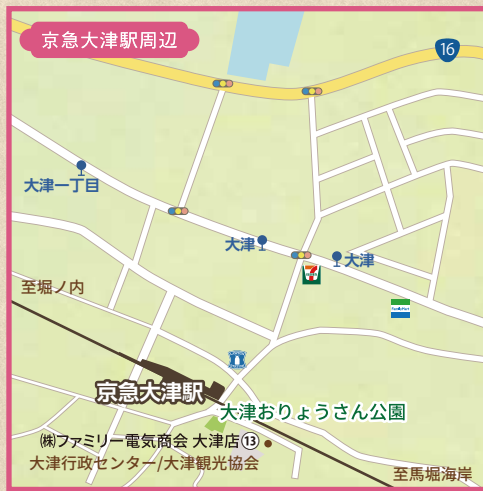 京急大津駅周辺
16
大津一丁目
大津
大津
至堀ノ内
FamilyMart
京急大津駅
大津おりょうさん公園
㈱ファミリー電気商会 大津店⑬
大津行政センター/大津観光協会
至馬堀海岸